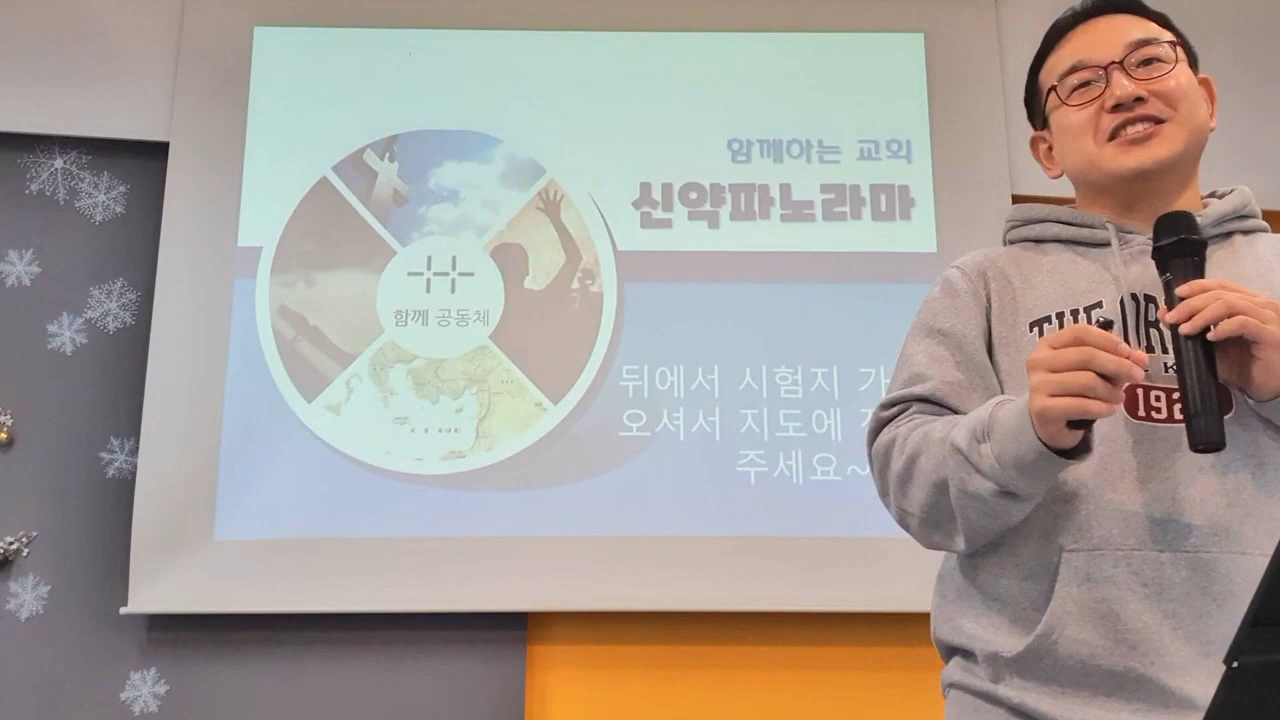 함께하는 교회
신약파노라마
함께 공동체
뒤에서 시험지 가
오셔서 지도에
주세요~
THE
192